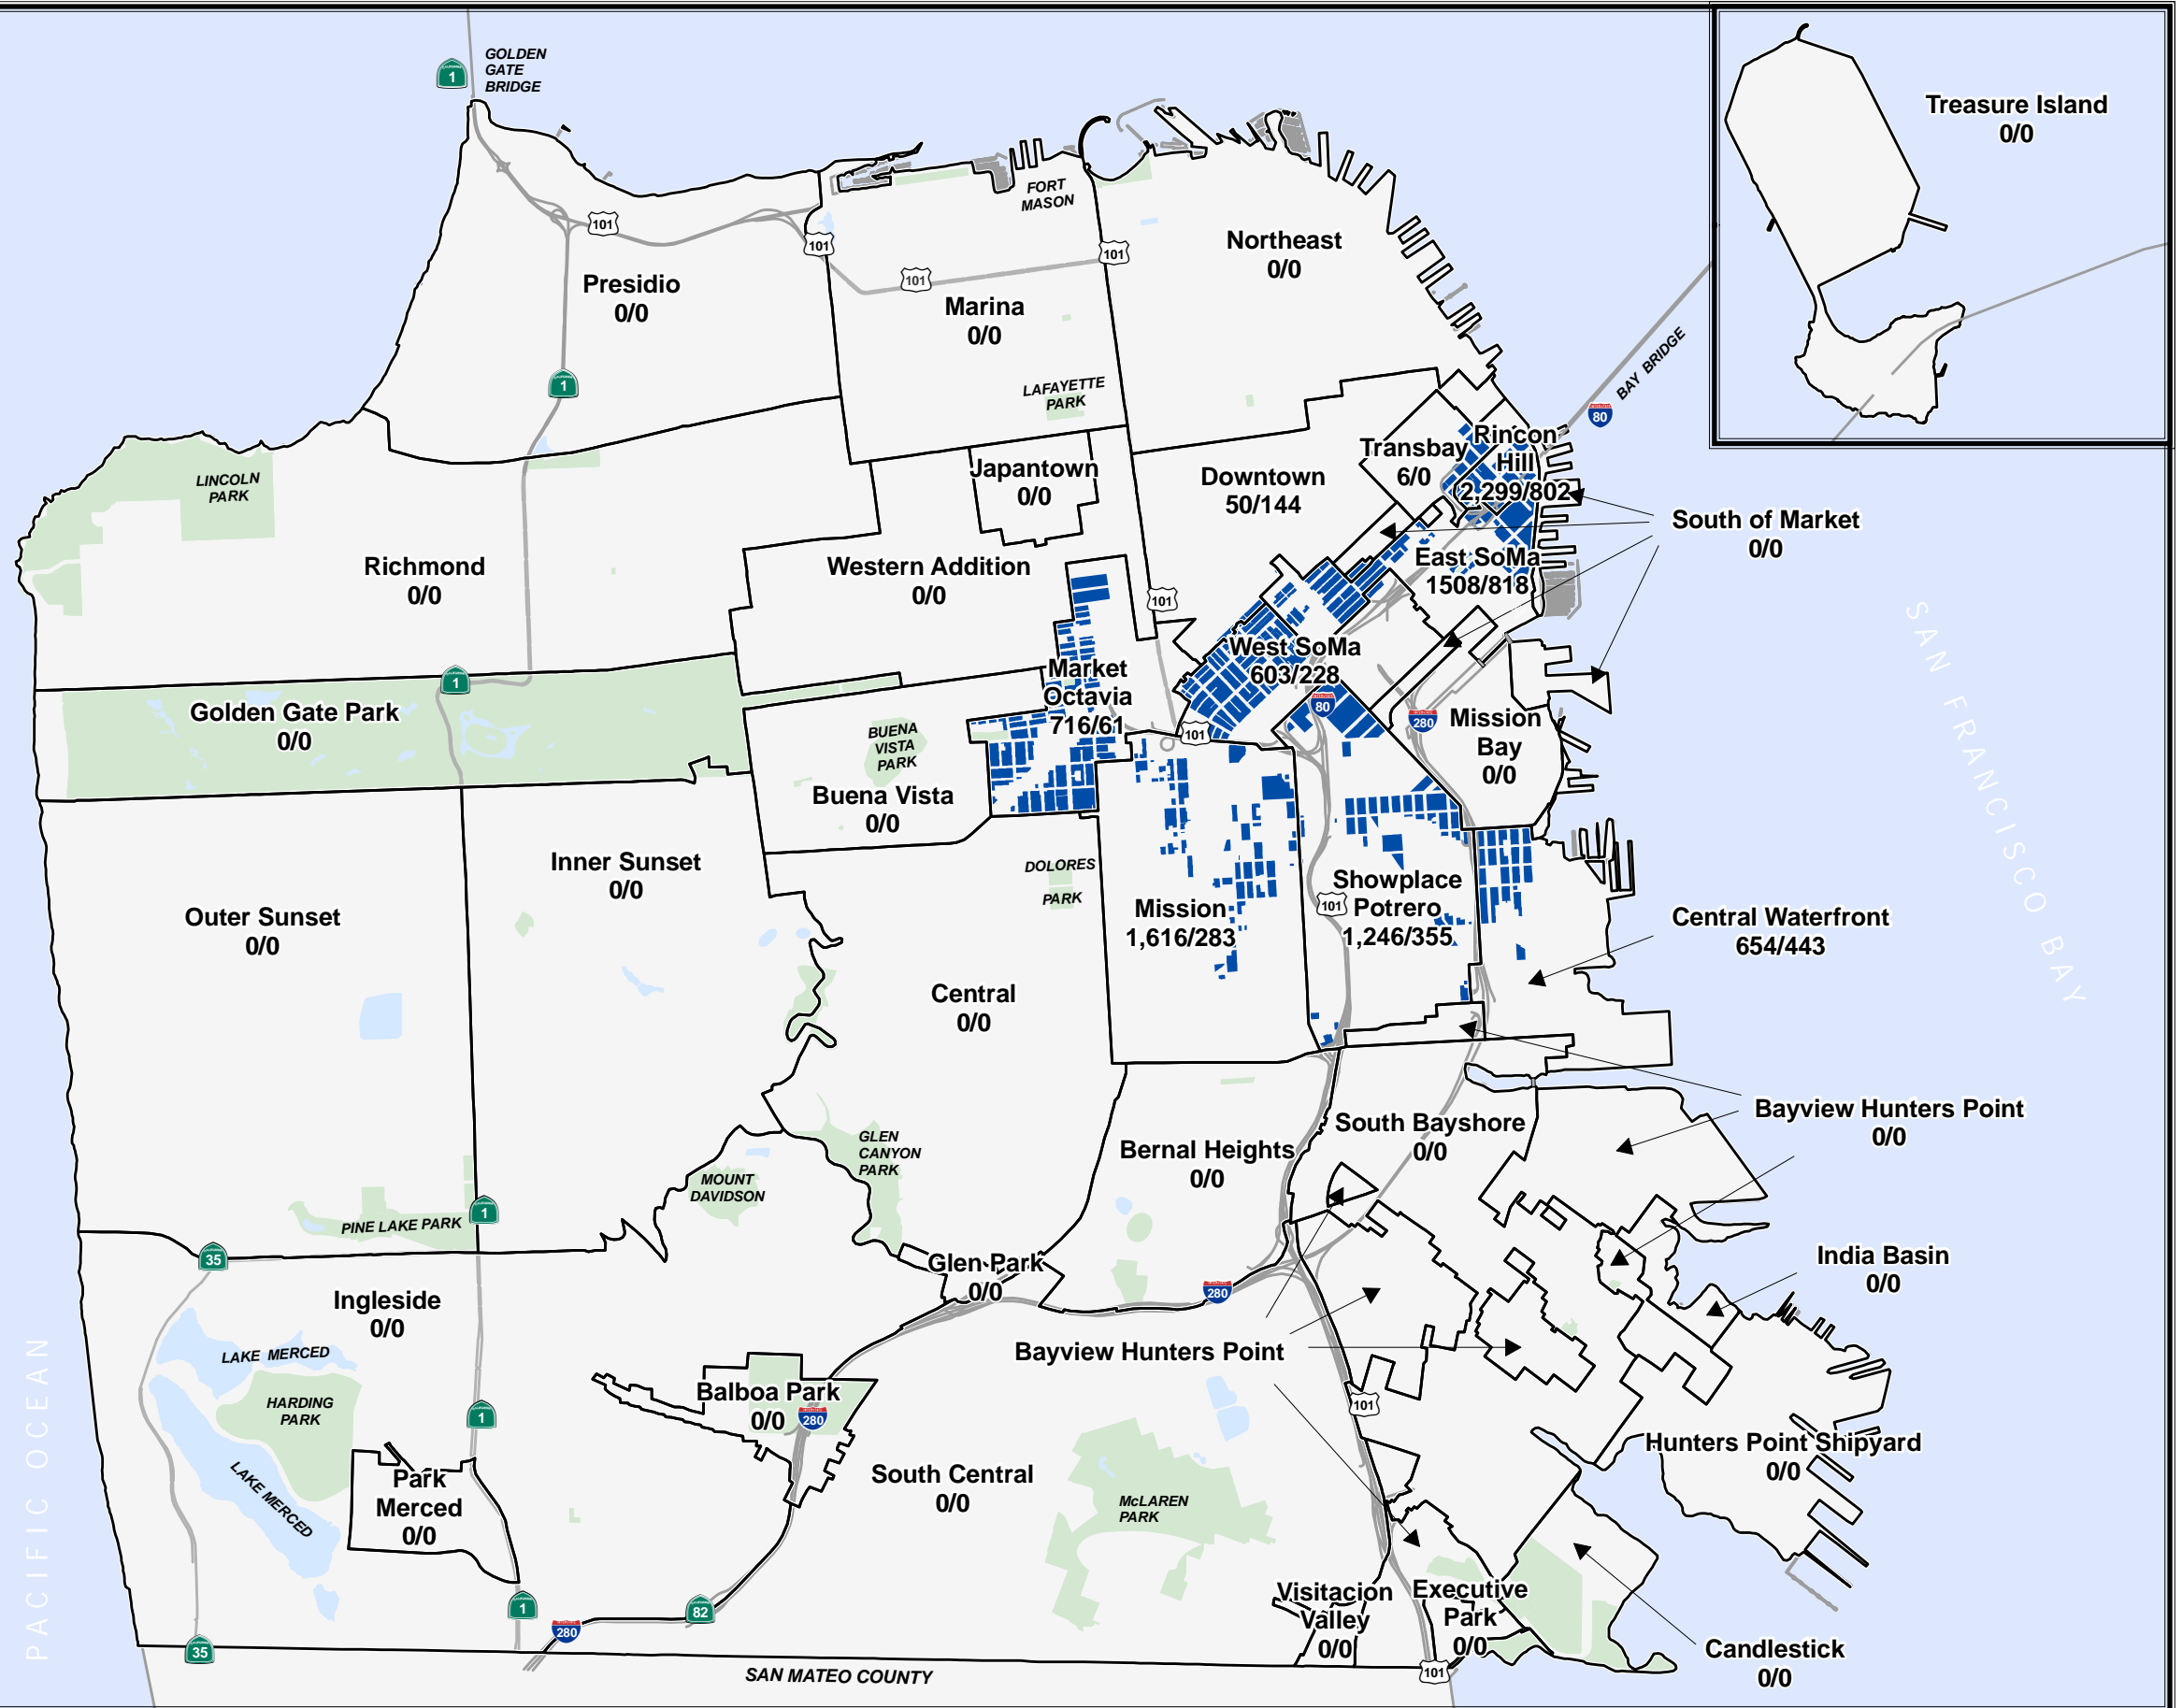 GOLDEN
GATE
BRIDGE
1
Treasure Island
0/0
FORT
MASON
101
101
101
101
Northeast
0/0
Presidio
0/0
Marina
0/0
1
LAFAYETTE
PARK
BAY BRIDGE
80
LINCOLN
PARK
Japantown
0/0
Downtown
50/144
Transbay
6/0
Rincon
Hill
2,299/802
South of Market
0/0
Richmond
0/0
Western Addition
0/0
East SoMa
1508/818
101
West SoMa
603/228
80
Market
Octavia
716/61
101
280
Mission
Bay
0/0
1
Golden Gate Park
0/0
BUENA
VISTA
PARK
Buena Vista
0/0
SAN FRANCISCO BAY
Inner Sunset
0/0
Outer Sunset
0/0
DOLORES
PARK
Mission
1,616/283
101
Showplace
Potrero
1,246/355
Central Waterfront
654/443
Central
0/0
Bayview Hunters Point
0/0
South Bayshore
0/0
Bernal Heights
0/0
GLEN
CANYON
PARK
MOUNT
DAVIDSON
PINE LAKE PARK
1
35
Glen Park
0/0
280
India Basin
0/0
Ingleside
0/0
LAKE MERCED
HARDING
PARK
LAKE MERCED
1
Bayview Hunters Point
Balboa Park
0/0
280
101
Hunters Point Shipyard
0/0
Park
Merced
0/0
South Central
0/0
McLAREN
PARK
PACIFIC OCEAN
1
82
280
35
Visitacion
Valley
0/0
Executive
Park
0/0
Candlestick
0/0
101
SAN MATEO COUNTY